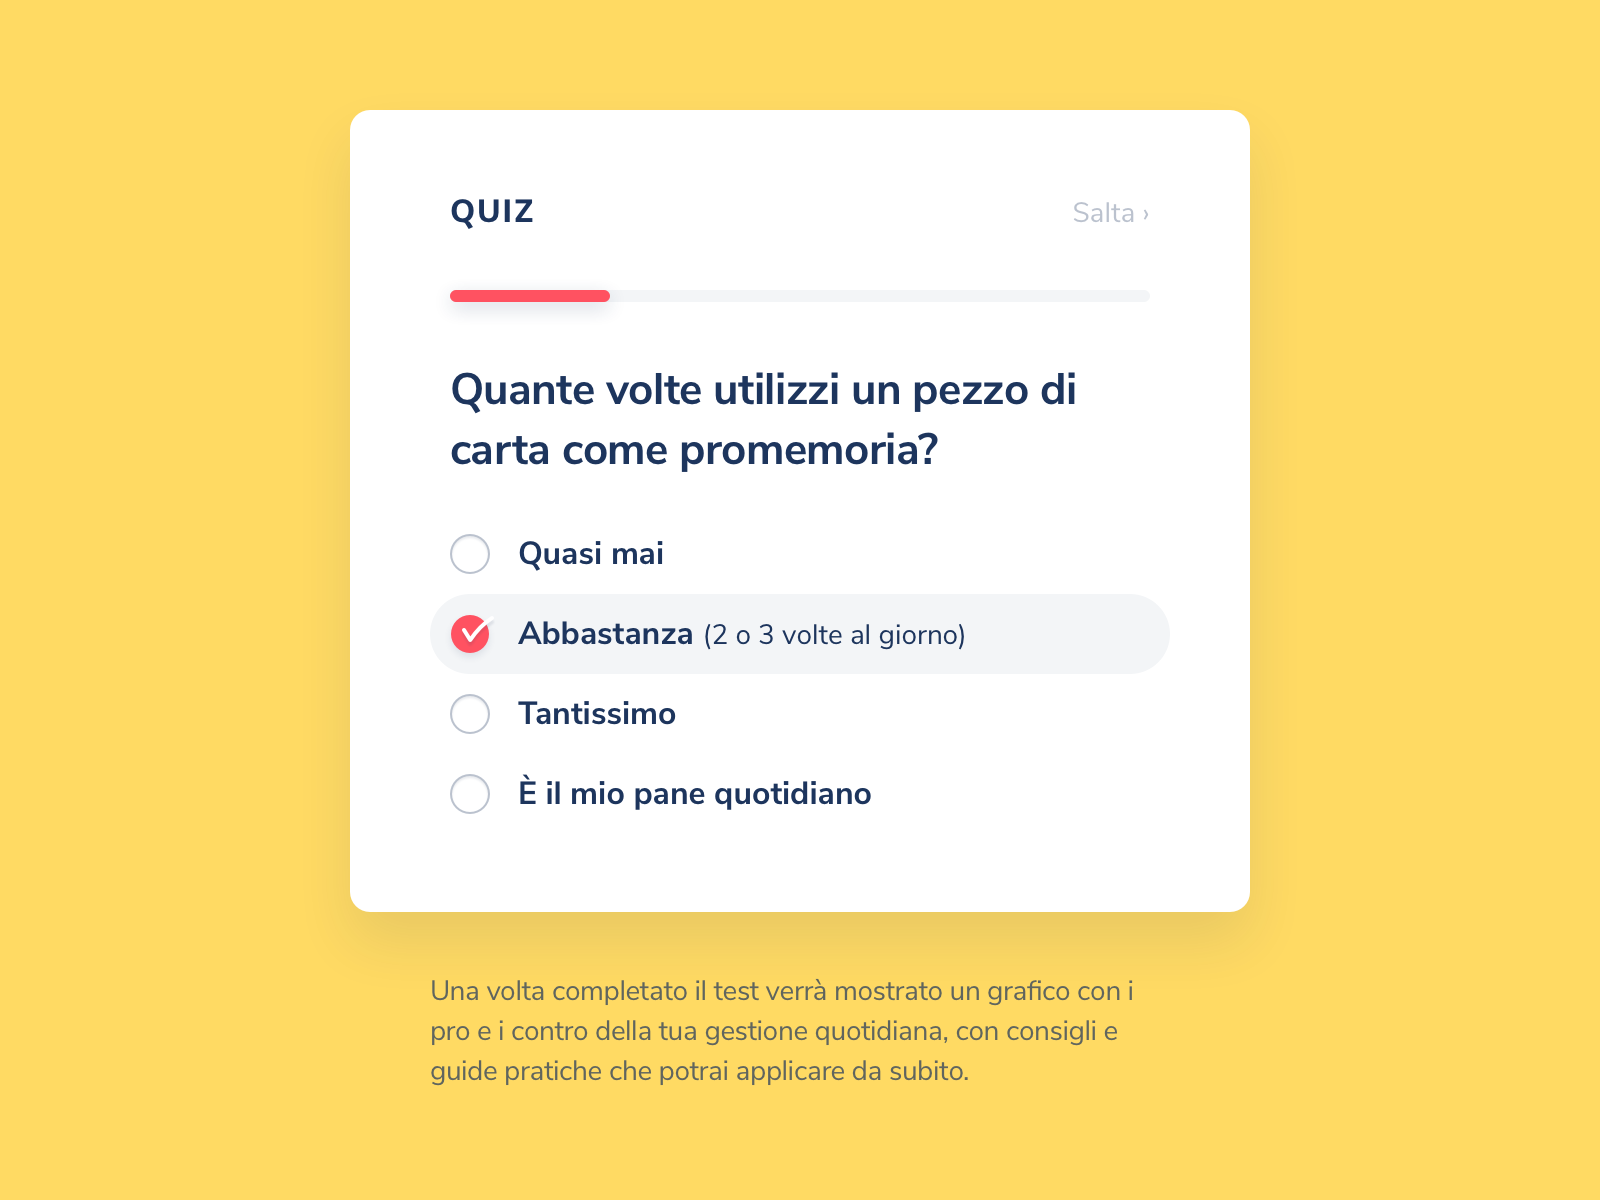 QUIZ
Salta ›
Quante volte utilizzi un pezzo di
carta come promemoria?
Quasi mai
Abbastanza (2 o 3 volte al giorno)
Tantissimo
È il mio pane quotidiano
Una volta completato il test verrà mostrato un grafico con i
pro e i contro della tua gestione quotidiana, con consigli e
guide pratiche che potrai applicare da subito.